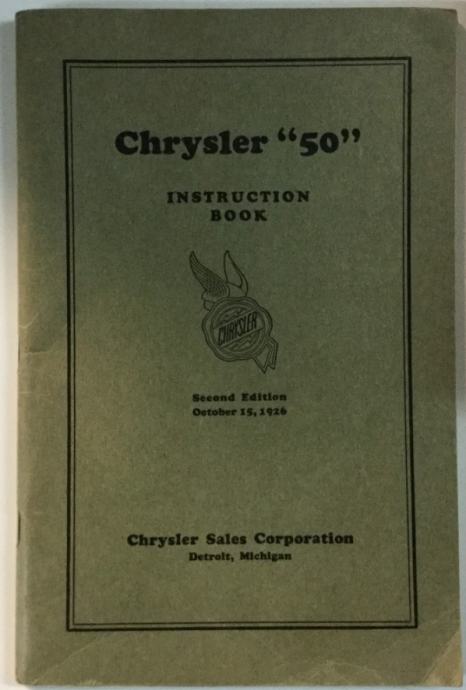 Chrysler “50”
INSTRUCTION
BOOK
CHRYSLER
Second Edition
October 15, 1926
Chrysler Sales Corporation
Detroit, Michigan